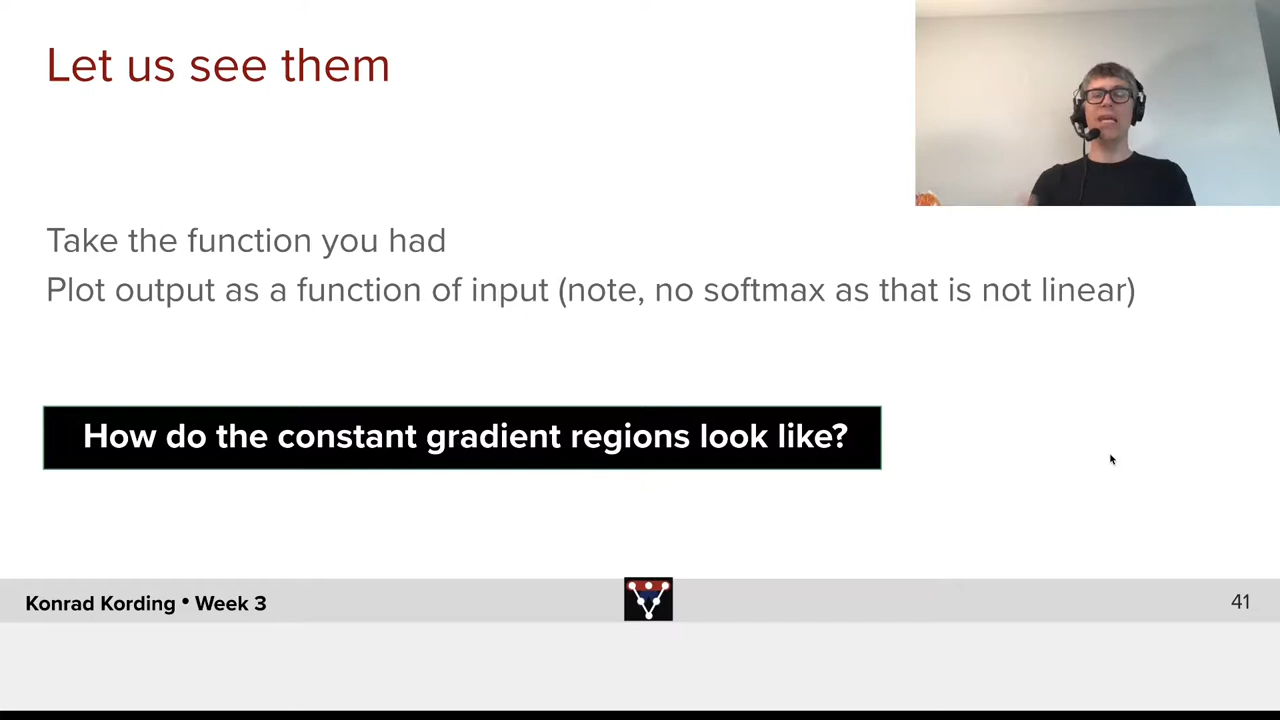 Let us see them
Take the function you had
Plot output as a function of input (note, no softmax as that is not linear)
How do the constant gradient regions look like?
Konrad Kording • Week 3
41